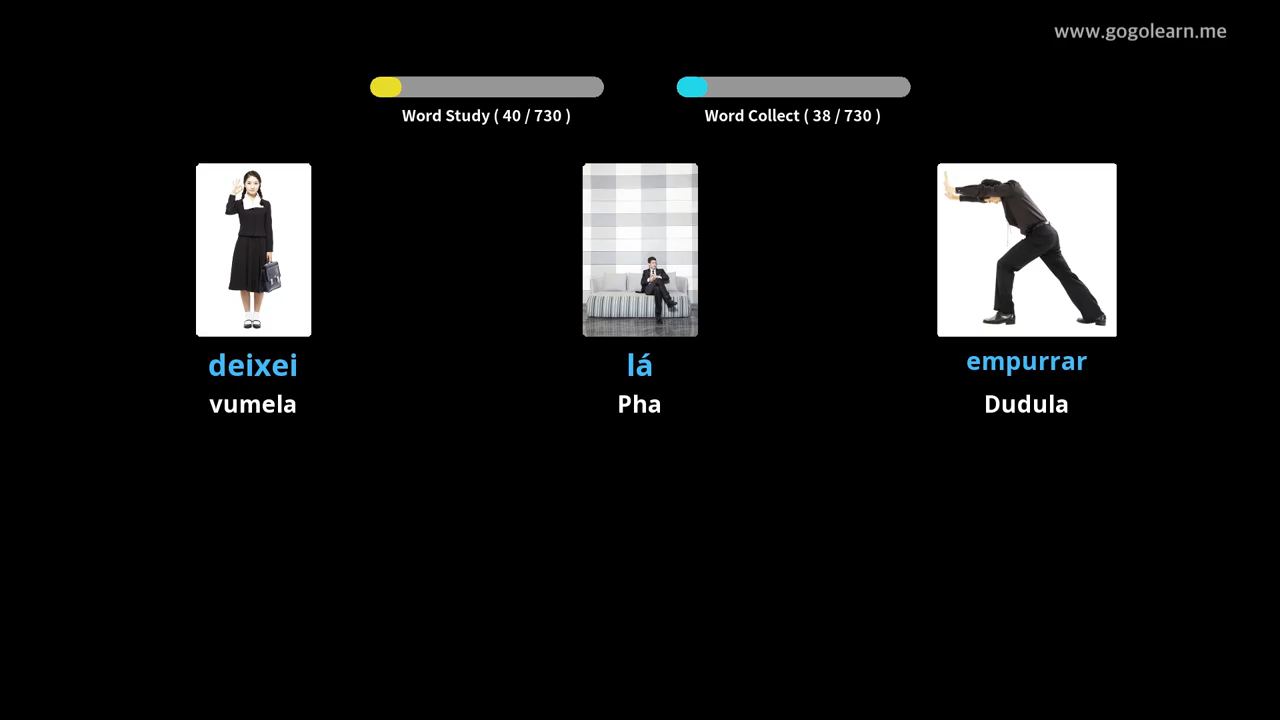 www.gogolearn.me
Word Study ( 40 / 730 )
Word Collect ( 38 / 730 )
deixei
lá
empurrar
vumela
Pha
Dudula